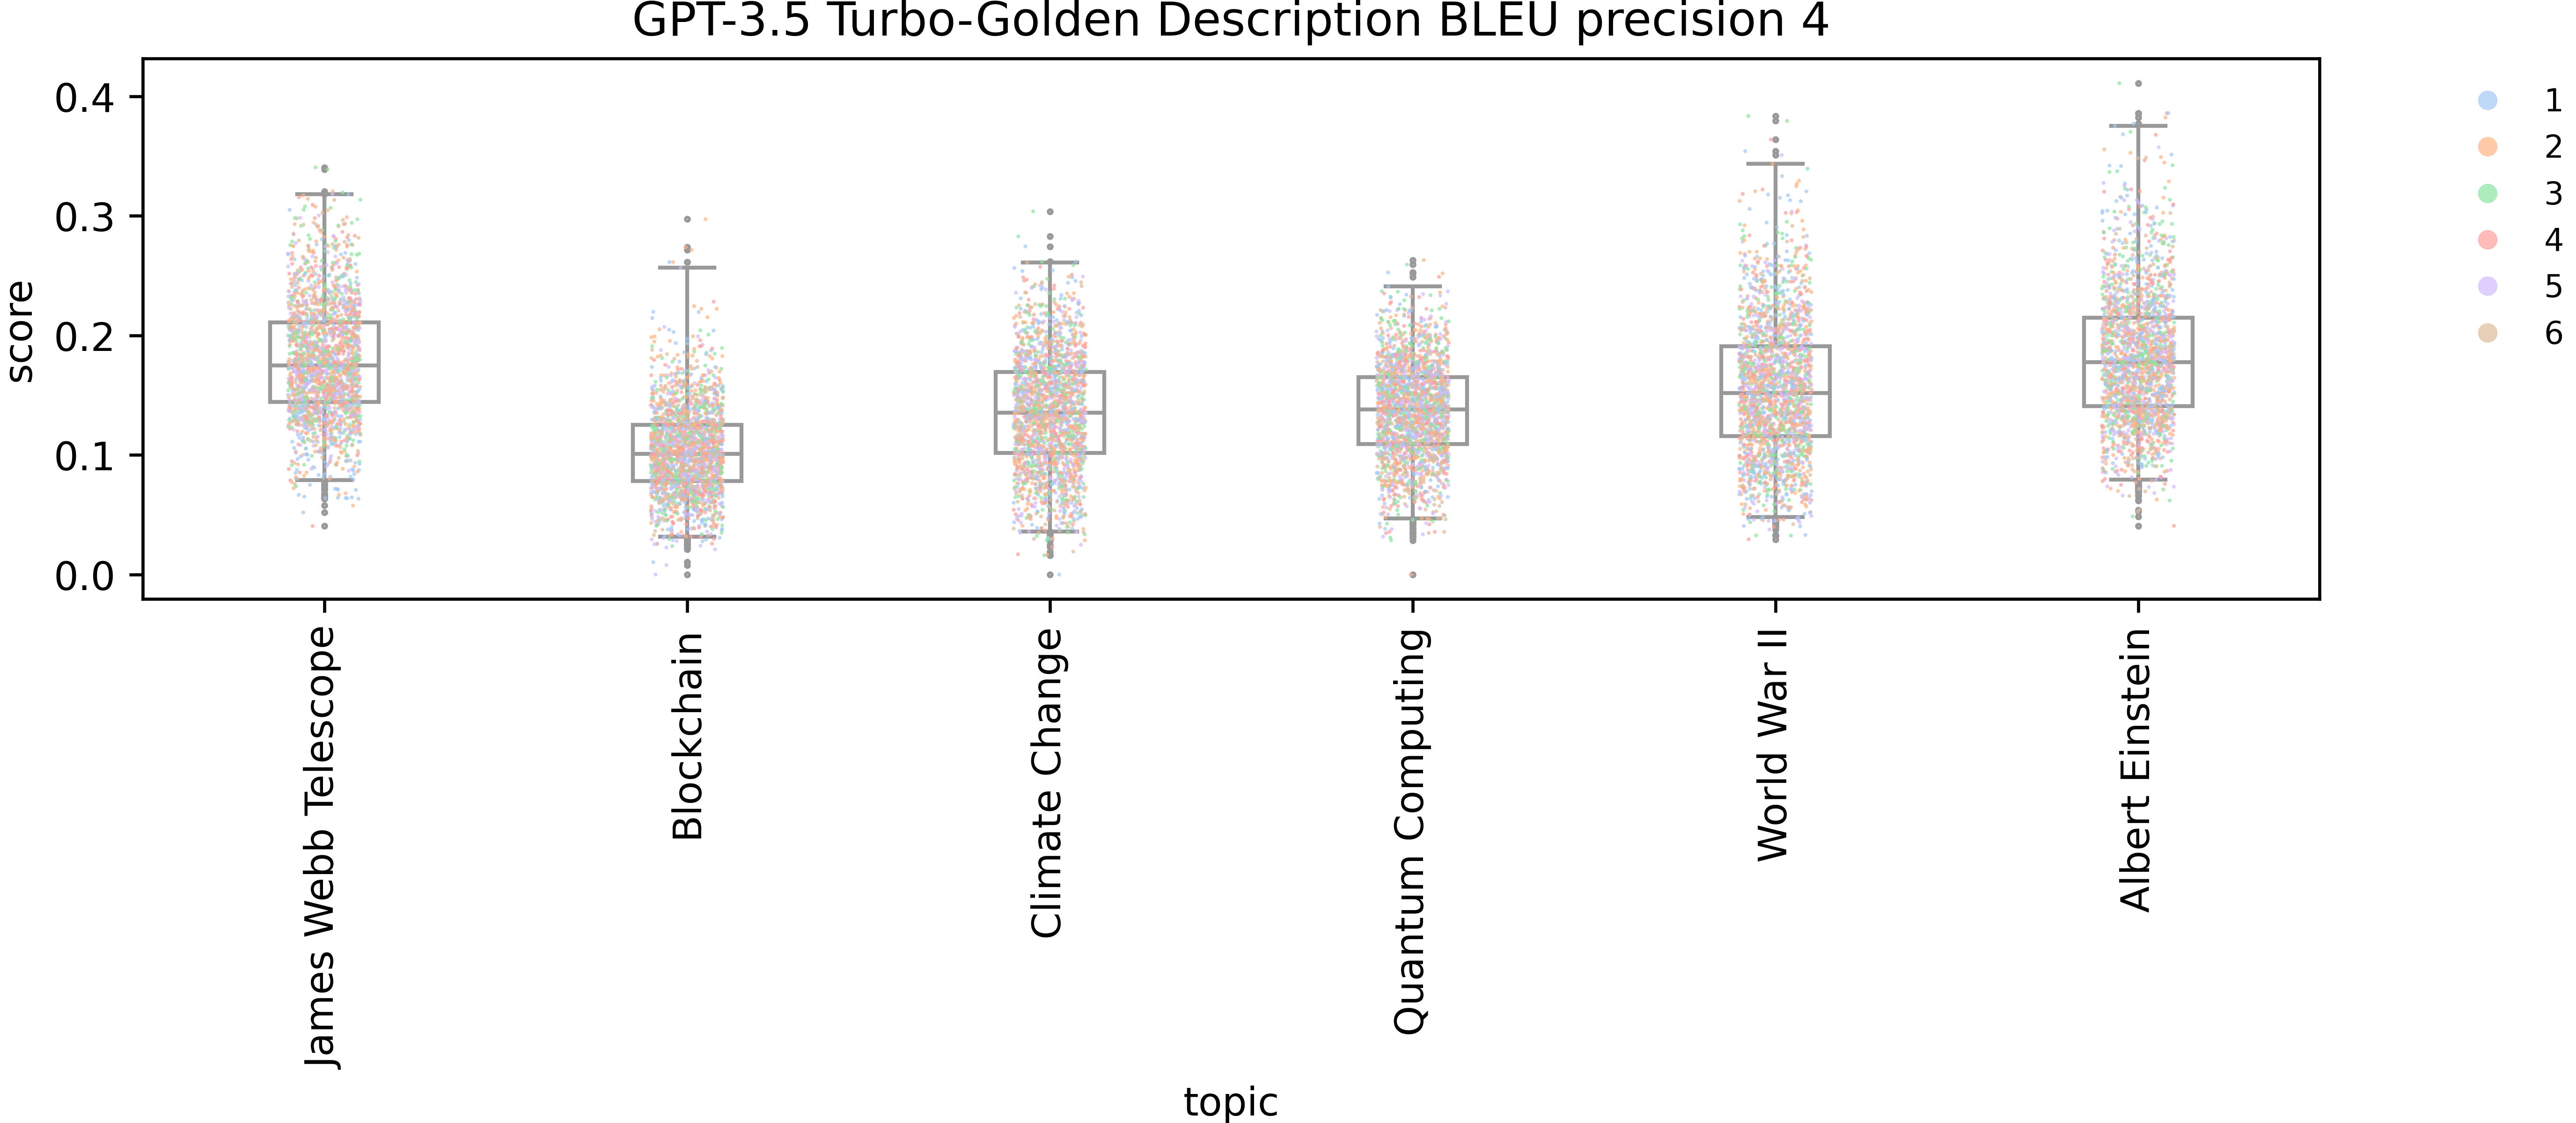 GPT-3.5 Turbo-Golden Description BLEU precision 4
score
0.4
0.3
0.2
0.1
0.0
James Webb Telescope
Blockchain
Climate Change
Quantum Computing
World War II
Albert Einstein
topic
1
2
3
4
5
6